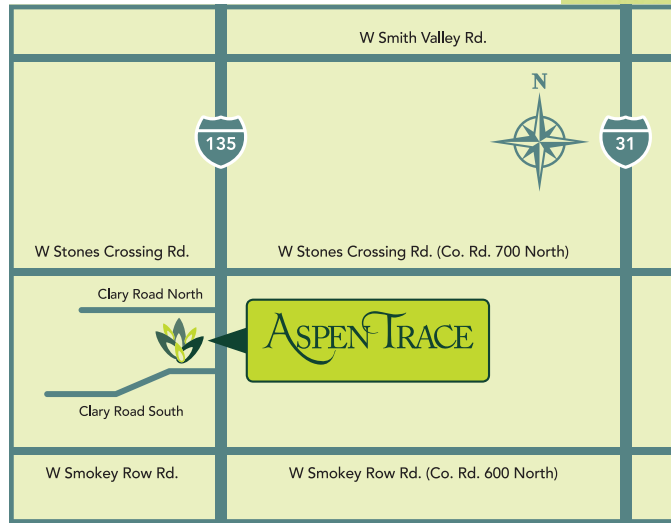 W Smith Valley Rd.
N
135
31
W Stones Crossing Rd.
W Stones Crossing Rd. (Co. Rd. 700 North)
Clary Road North
ASPEN TRACE
Clary Road South
W Smokey Row Rd.
W Smokey Row Rd. (Co. Rd. 600 North)